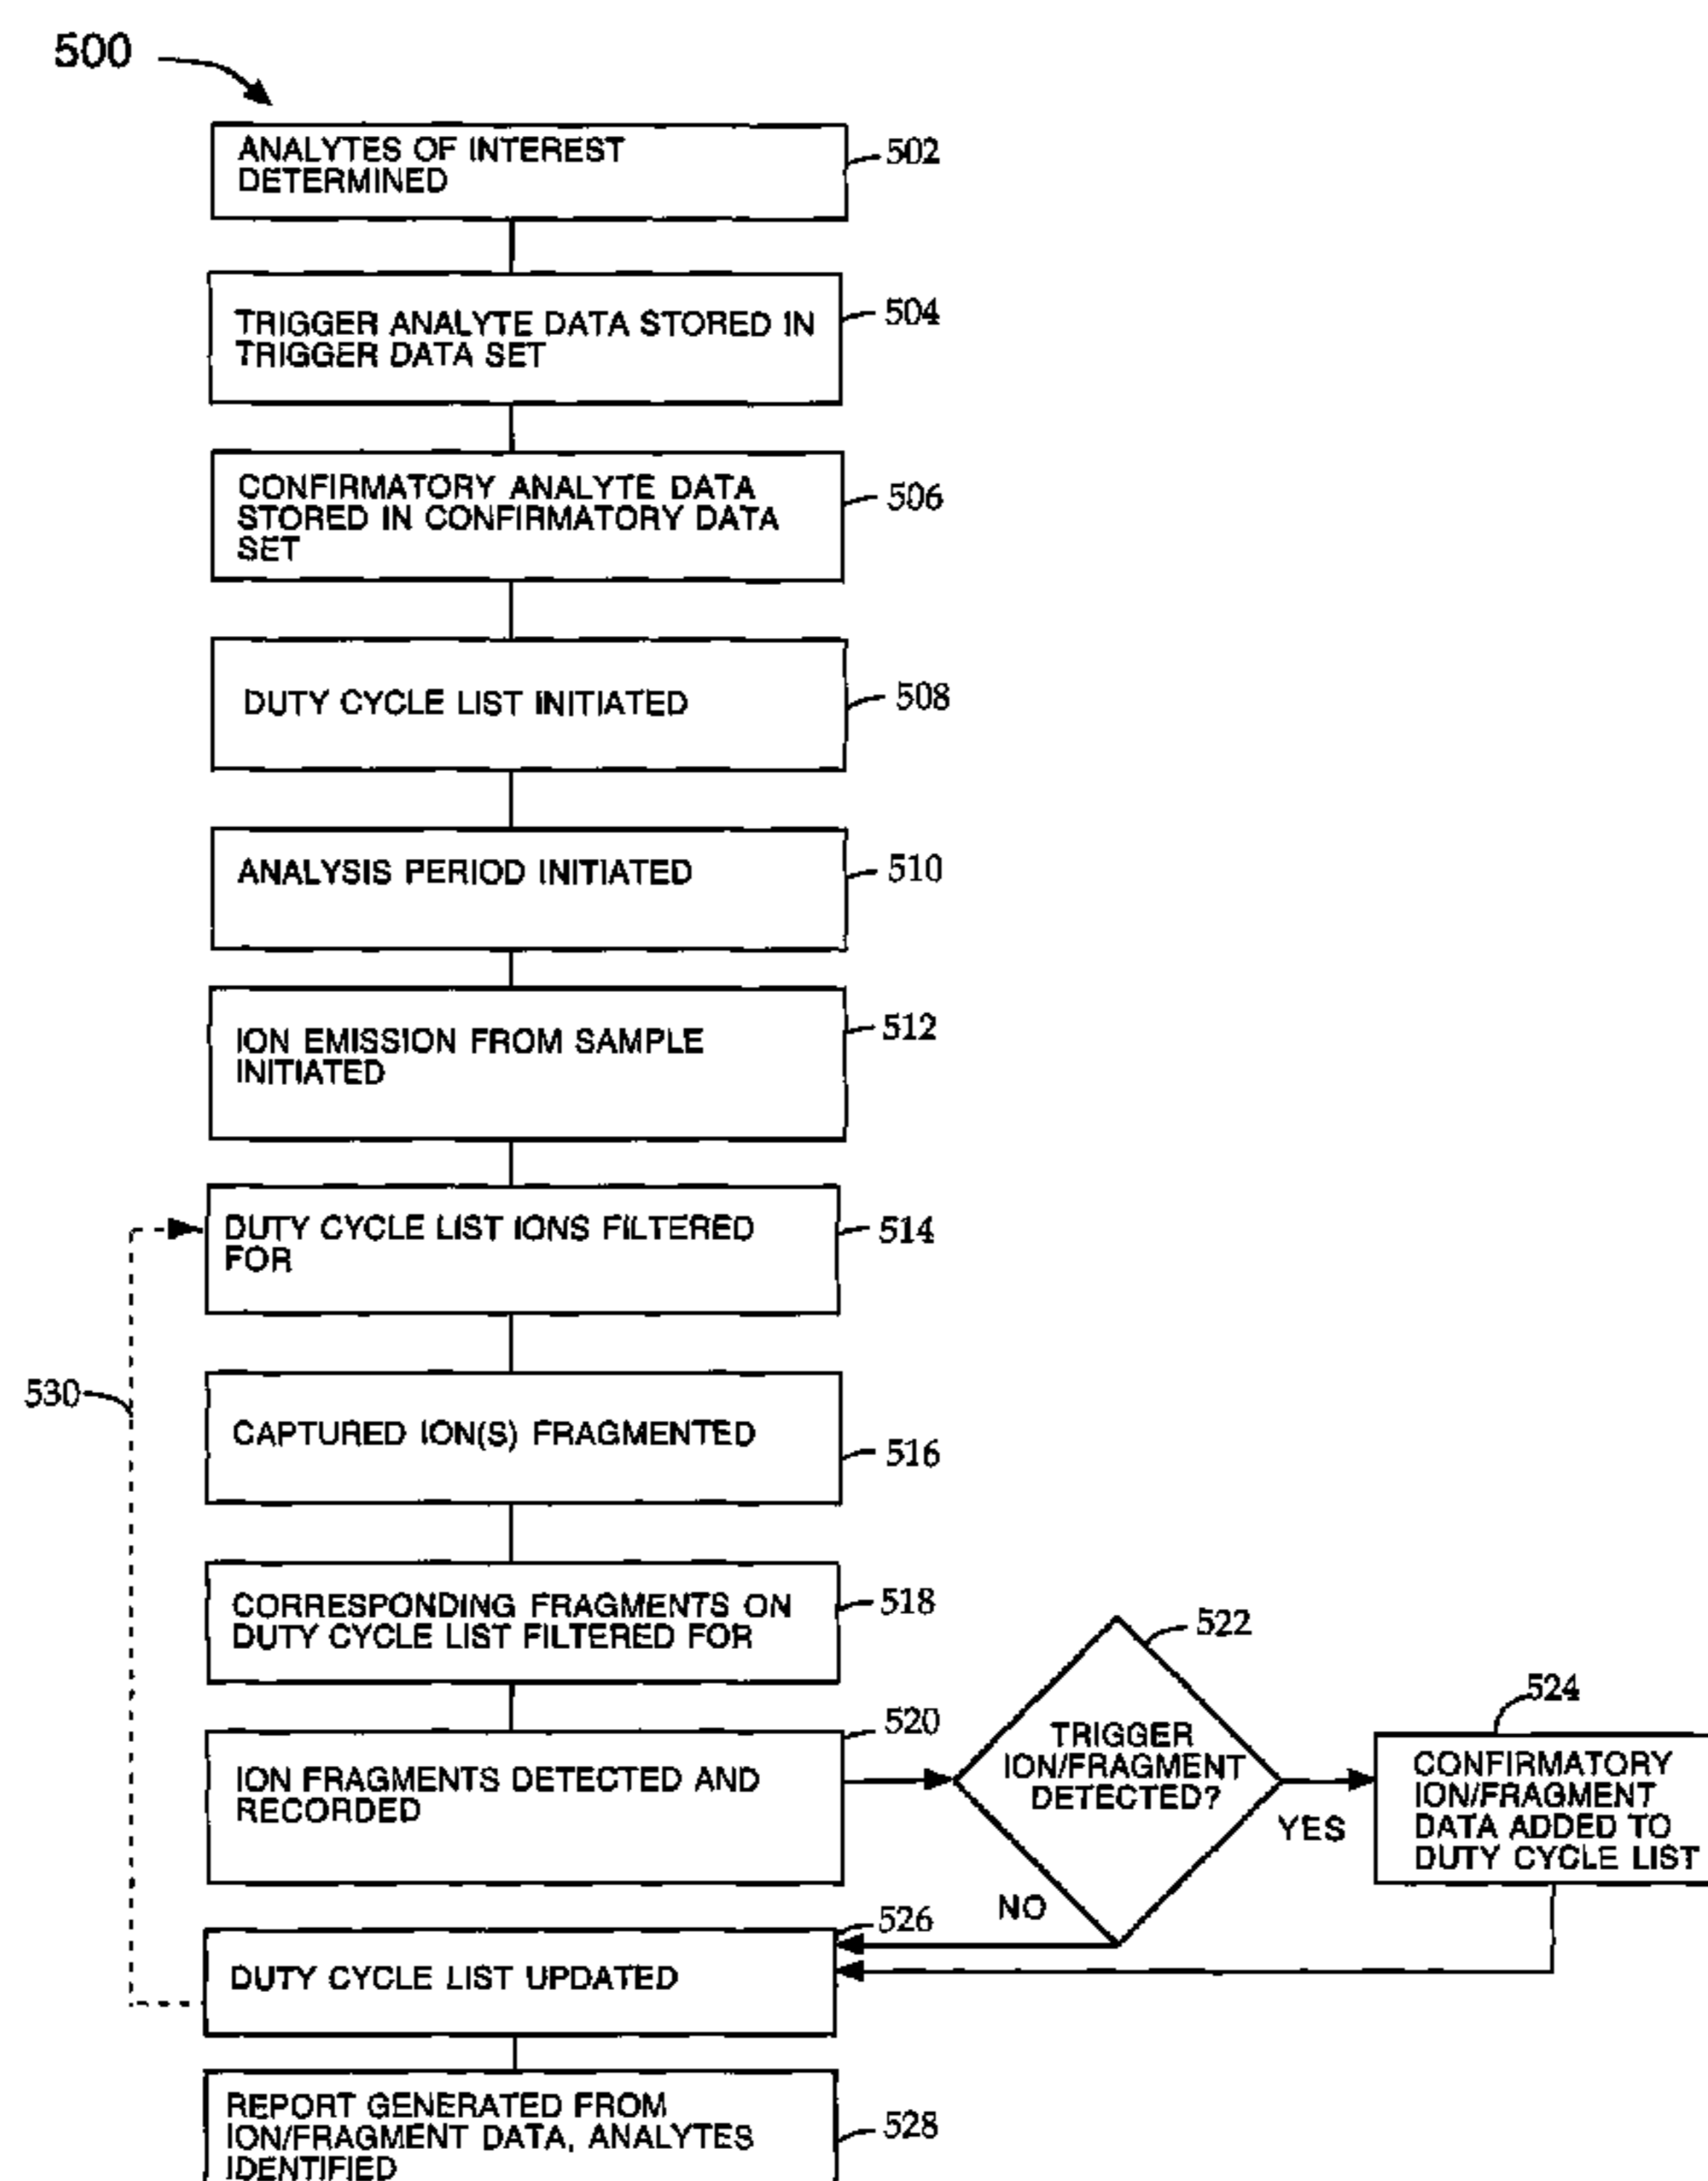 500
ANALYTES OF INTEREST
DETERMINED
502
TRIGGER ANALYTE DATA STORED IN
TRIGGER DATA SET
504
CONFIRMATORY ANALYTE DATA
STORED IN CONFIRMATORY DATA
SET
506
DUTY CYCLE LIST INITIATED
508
ANALYSIS PERIOD INITIATED
510
ION EMISSION FROM SAMPLE
INITIATED
512
DUTY CYCLE LIST IONS FILTERED
FOR
514
530
CAPTURED ION(S) FRAGMENTED
516
CORRESPONDING FRAGMENTS ON
DUTY CYCLE LIST FILTERED FOR
518
ION FRAGMENTS DETECTED AND
RECORDED
520
TRIGGER
ION/FRAGMENT
DETECTED?
522
YES
NO
CONFIRMATORY
ION/FRAGMENT
DATA ADDED TO
DUTY CYCLE LIST
524
DUTY CYCLE LIST UPDATED
526
REPORT GENERATED FROM
ION/FRAGMENT DATA, ANALYTES
IDENTIFIED
528